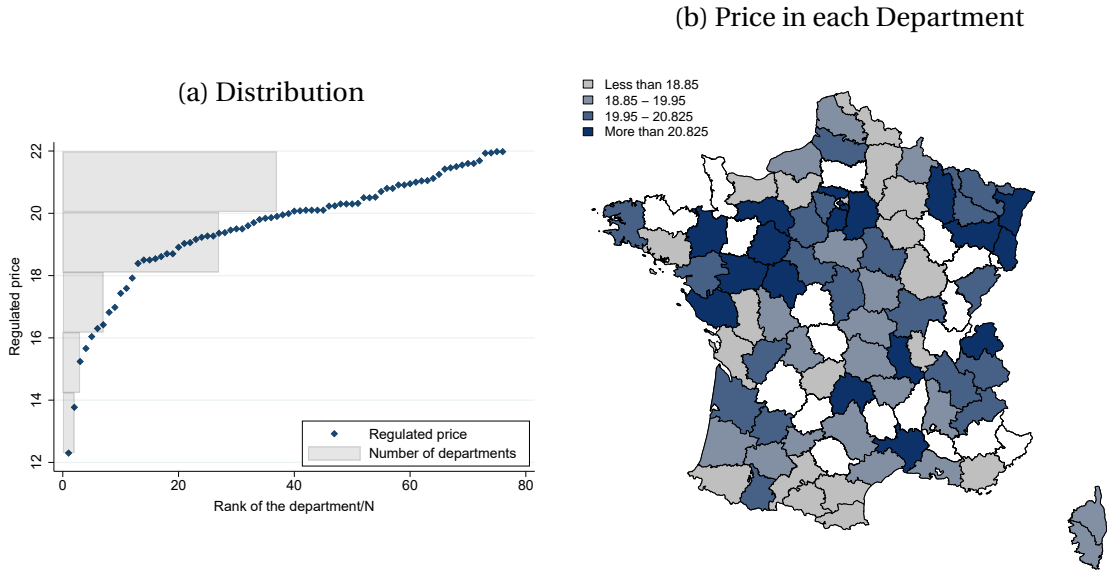 (a) Distribution
Regulated price
22
20
18
16
14
12
0
20
40
60
80
Rank of the department/N
Regulated price
Number of departments
(b) Price in each Department
Less than 18.85
18.85 – 19.95
19.95 – 20.825
More than 20.825